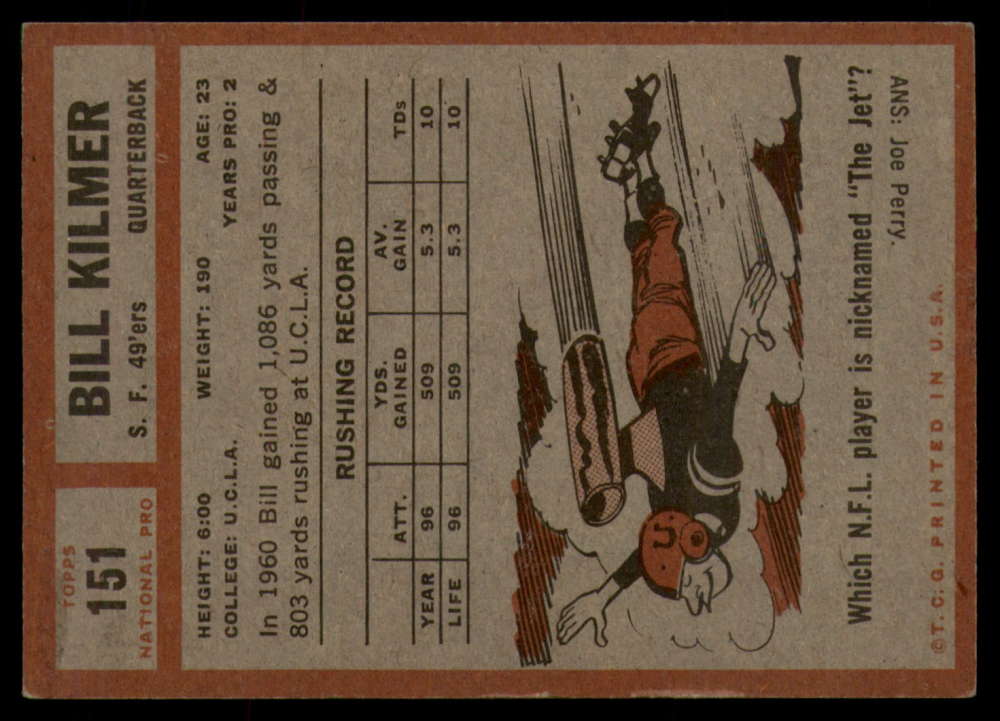 TOPPS
151
NATIONAL PRO
BILL KILMER
S. F. 49'ers QUARTERBACK
HEIGHT: 6:00 WEIGHT: 190 AGE: 23
COLLEGE: U.C.L.A. YEARS PRO: 2
In 1960 Bill gained 1,086 yards passing &
803 yards rushing at U.C.L.A.
RUSHING RECORD
ATT. YDS. GAINED AV. GAIN TDs
YEAR 96 509 5.3 10
LIFE 96 509 5.3 10
U
Which N.F.L. player is nicknamed "The Jet"?
ANS: Joe Perry.
©T. C. G. PRINTED IN U.S.A.